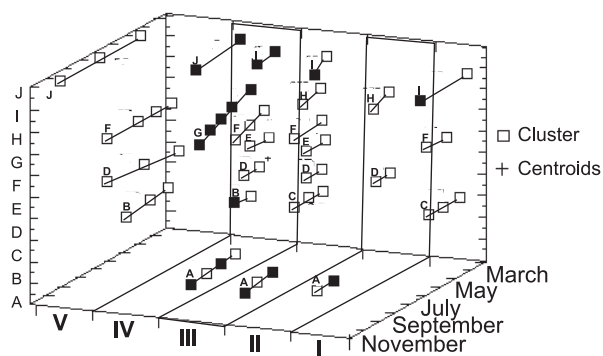 J
I
H
G
F
E
D
C
B
A
J
J
I
I
I
H
H
G
F
F
F
E
E
F
D
D
D
D
B
B
C
C
A
A
A
V
IV
III
II
I
March
May
July
September
November
Cluster
Centroids